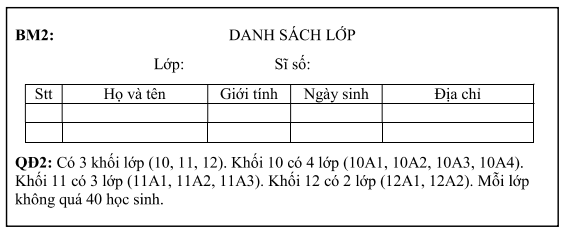 BM2: DANH SÁCH LỚP
Lớp: Sĩ số:
Stt Họ và tên Giới tính Ngày sinh Địa chỉ
QĐ2: Có 3 khối lớp (10, 11, 12). Khối 10 có 4 lớp (10A1, 10A2, 10A3, 10A4).
Khối 11 có 3 lớp (11A1, 11A2, 11A3). Khối 12 có 2 lớp (12A1, 12A2). Mỗi lớp
không quá 40 học sinh.